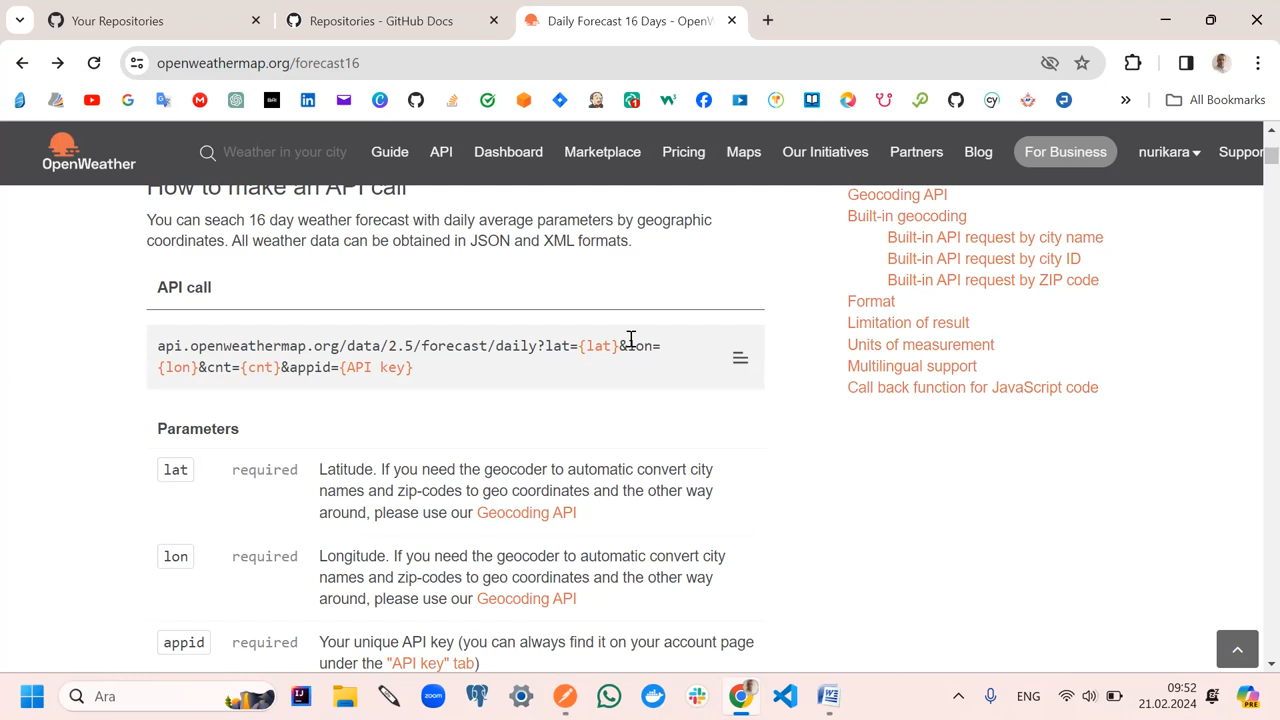 Your Repositories
Repositories - GitHub Docs
Daily Forecast 16 Days - OpenW
openweathermap.org/forecast16
All Bookmarks
OpenWeather
Weather in your city
Guide
API
Dashboard
Marketplace
Pricing
Maps
Our Initiatives
Partners
Blog
For Business
nurikara
Suppor
How to make an API call
You can seach 16 day weather forecast with daily average parameters by geographic
coordinates. All weather data can be obtained in JSON and XML formats.
API call
api.openweathermap.org/data/2.5/forecast/daily?lat={lat}&lon=
{lon}&cnt={cnt}&appid={API key}
Parameters
lat required Latitude. If you need the geocoder to automatic convert city
names and zip-codes to geo coordinates and the other way
around, please use our Geocoding API
lon required Longitude. If you need the geocoder to automatic convert city
names and zip-codes to geo coordinates and the other way
around, please use our Geocoding API
appid required Your unique API key (you can always find it on your account page
under the "API key" tab)
Geocoding API
Built-in geocoding
Built-in API request by city name
Built-in API request by city ID
Built-in API request by ZIP code
Format
Limitation of result
Units of measurement
Multilingual support
Call back function for JavaScript code
Ara
zoom
ENG
09:52
21.02.2024
PRE